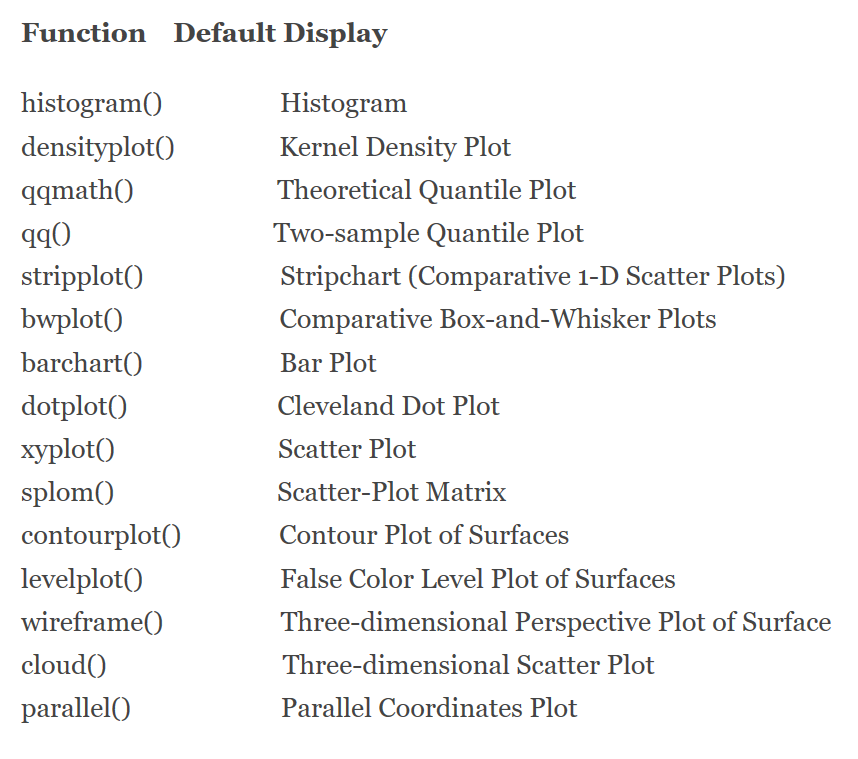 Function Default Display
histogram() Histogram
densityplot() Kernel Density Plot
qqmath() Theoretical Quantile Plot
qq() Two-sample Quantile Plot
stripplot() Stripchart (Comparative 1-D Scatter Plots)
bwplot() Comparative Box-and-Whisker Plots
barchart() Bar Plot
dotplot() Cleveland Dot Plot
xyplot() Scatter Plot
splom() Scatter-Plot Matrix
contourplot() Contour Plot of Surfaces
levelplot() False Color Level Plot of Surfaces
wireframe() Three-dimensional Perspective Plot of Surface
cloud() Three-dimensional Scatter Plot
parallel() Parallel Coordinates Plot